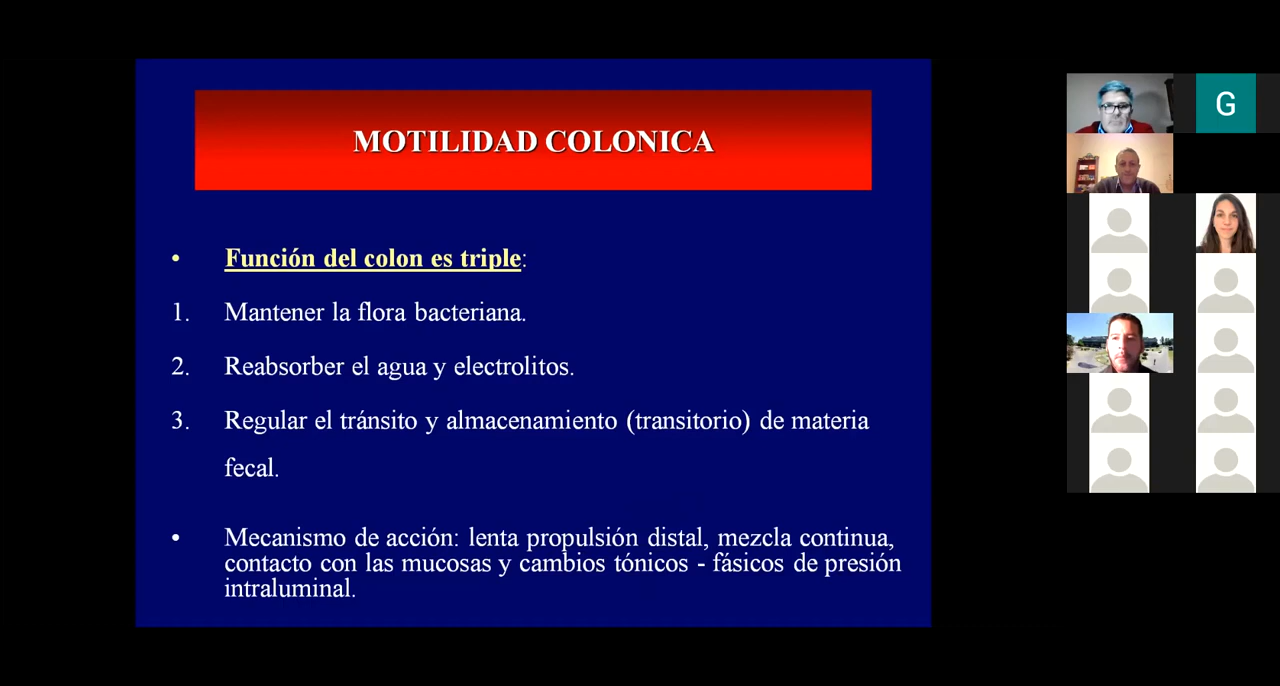 MOTILIDAD COLONICA
• Función del colon es triple:
1. Mantener la flora bacteriana.
2. Reabsorber el agua y electrolitos.
3. Regular el tránsito y almacenamiento (transitorio) de materia
fecal.
• Mecanismo de acción: lenta propulsión distal, mezcla continua,
contacto con las mucosas y cambios tónicos - fásicos de presión
intraluminal.
G